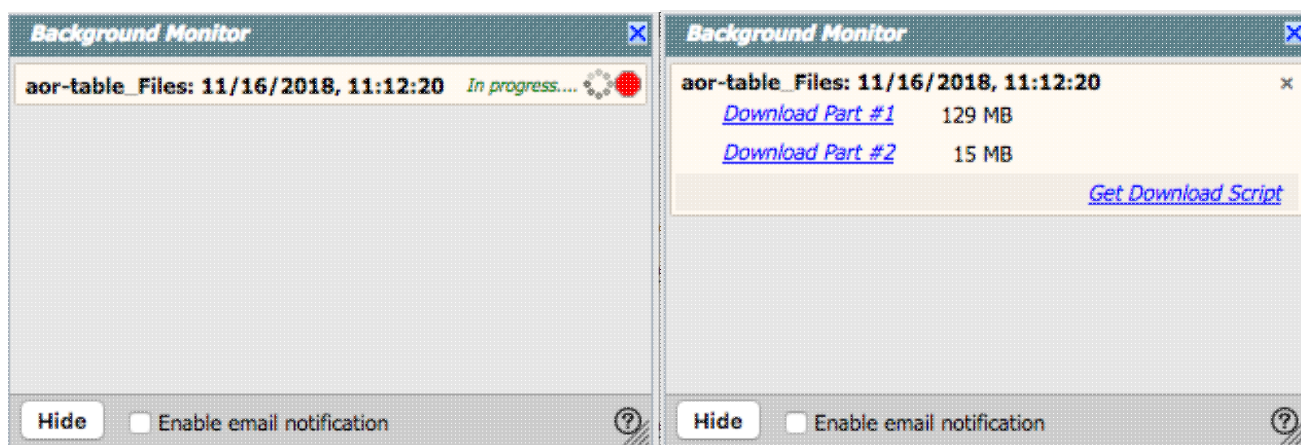 Background Monitor
aor-table_Files: 11/16/2018, 11:12:20 In progress....
Hide Enable email notification
Background Monitor
aor-table_Files: 11/16/2018, 11:12:20
Download Part #1 129 MB
Download Part #2 15 MB
Get Download Script
Hide Enable email notification